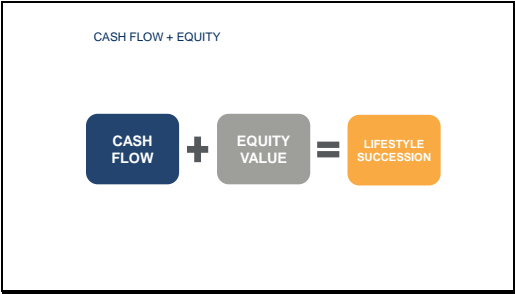 CASH FLOW + EQUITY
CASH
FLOW
+
EQUITY
VALUE
=
LIFESTYLE
SUCCESSION